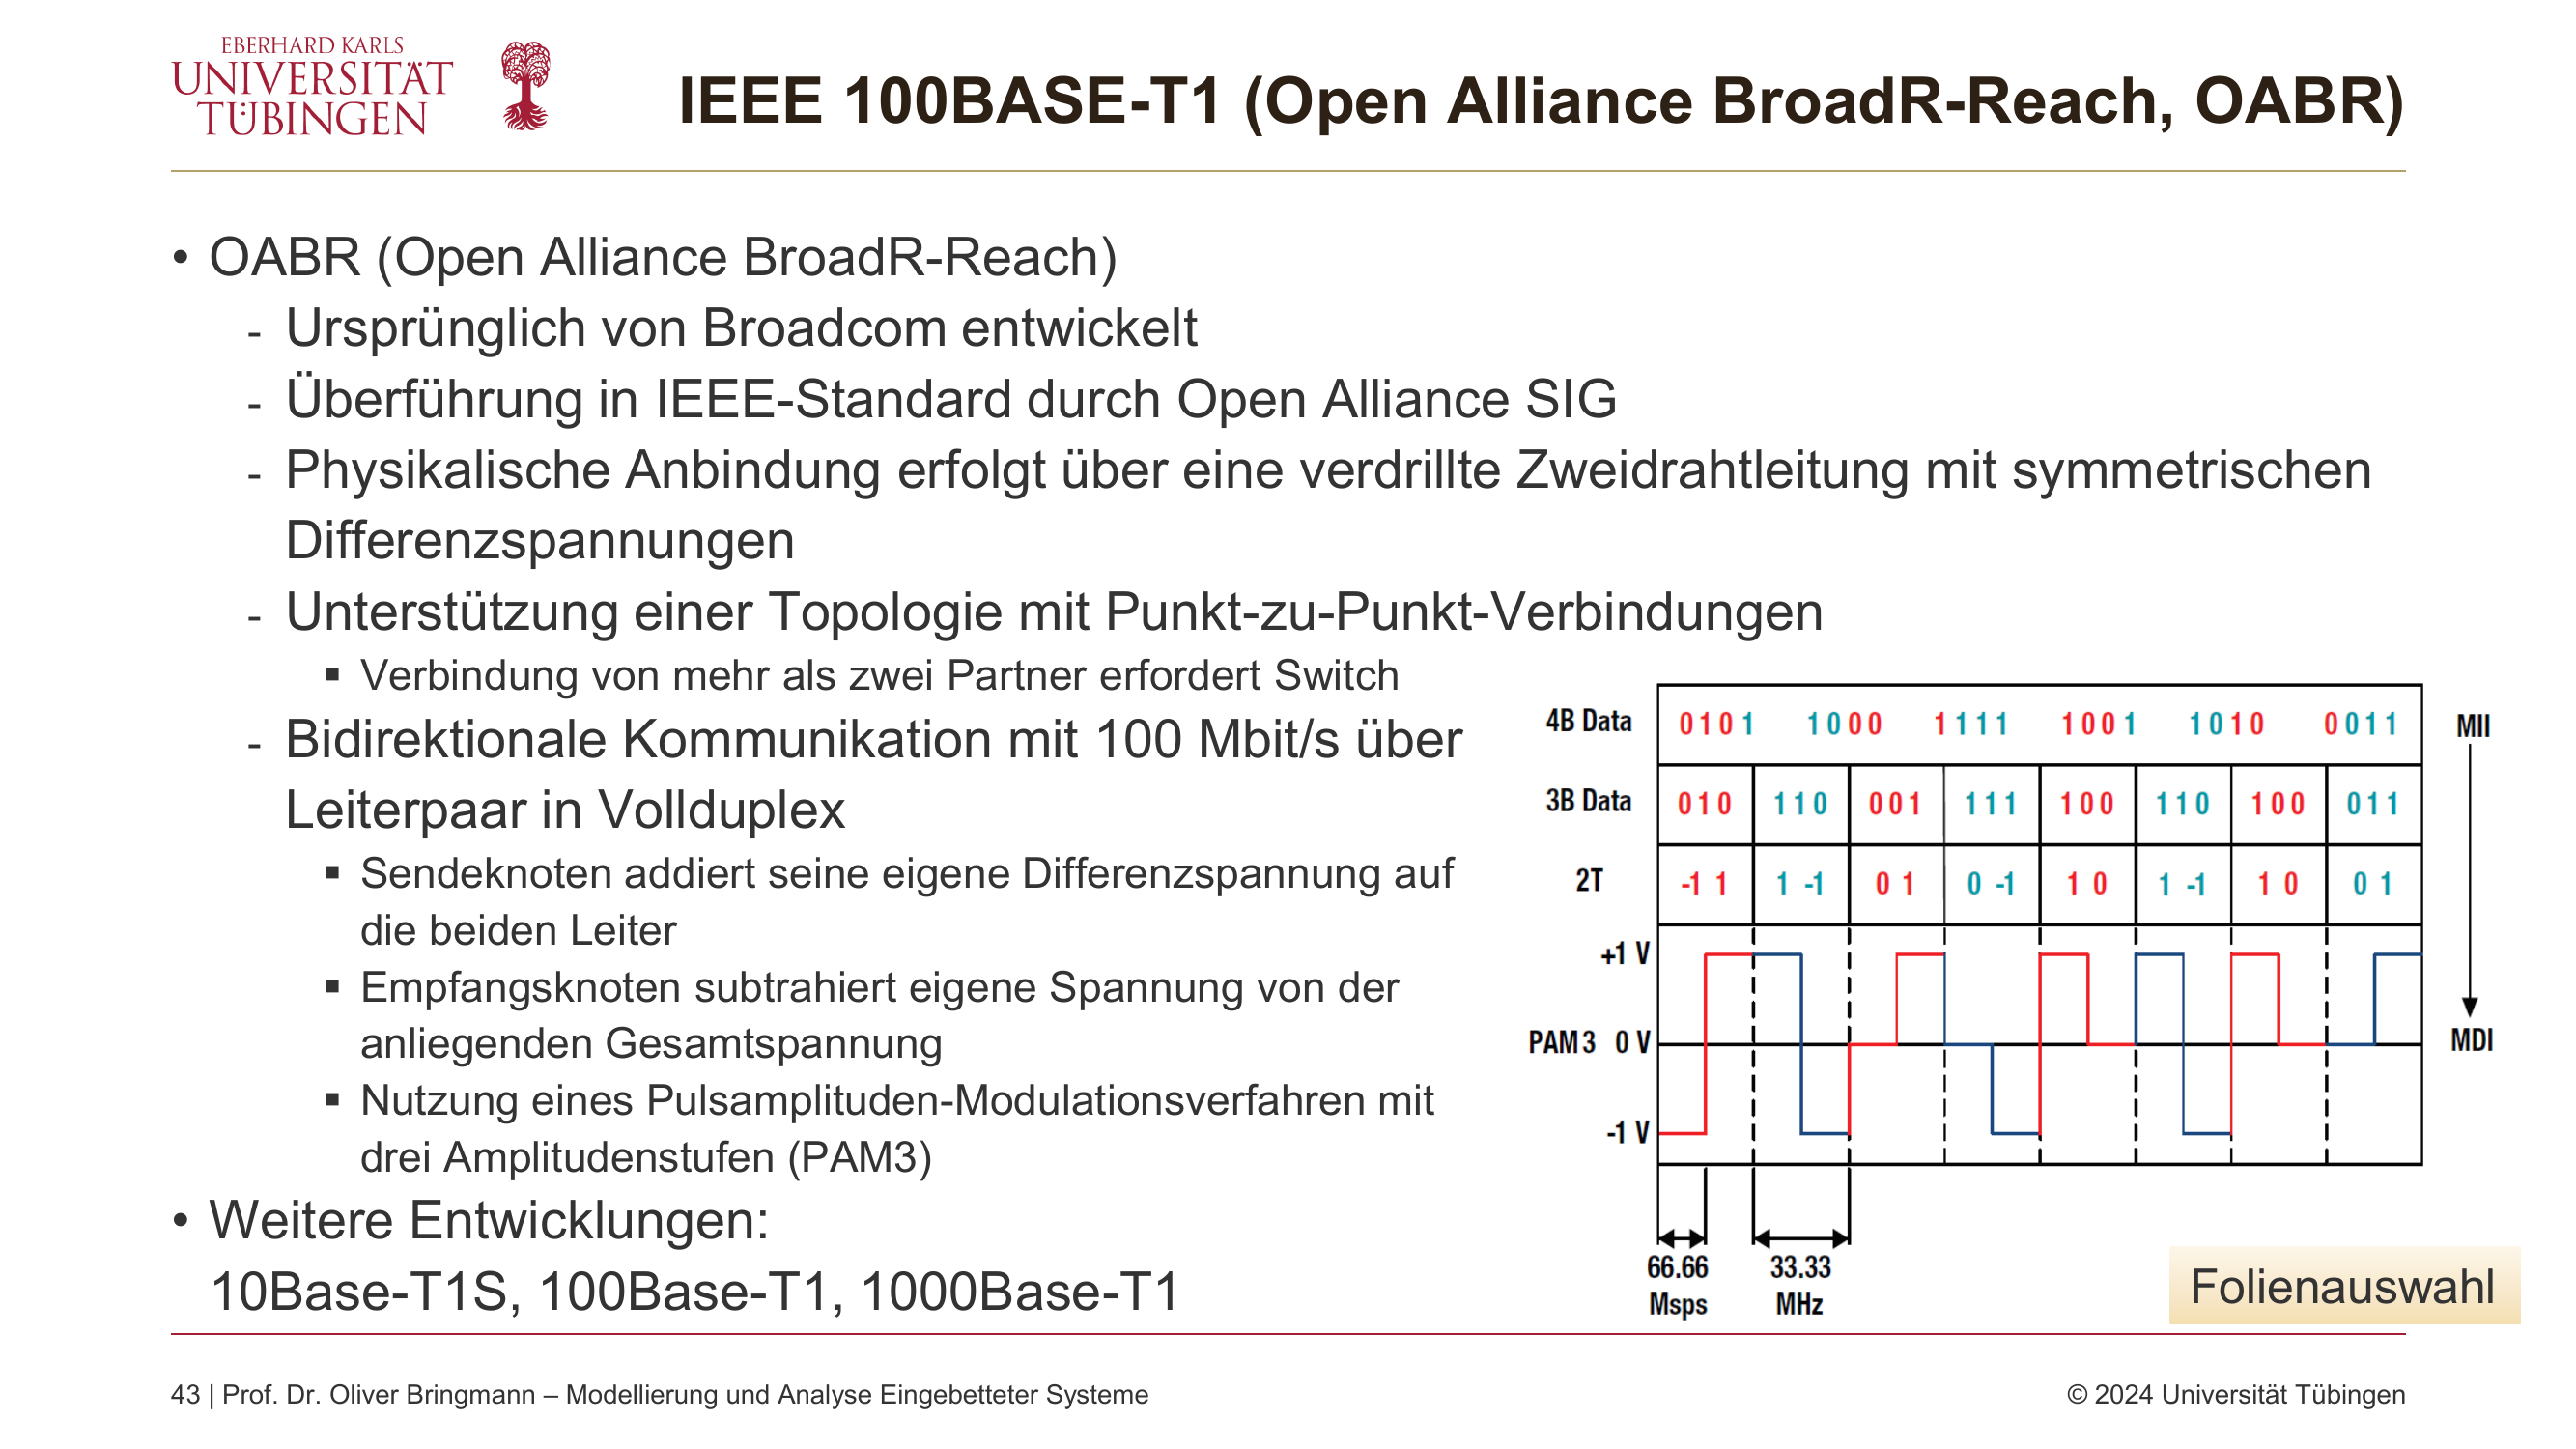 EBERHARD KARLS
UNIVERSITÄT
TÜBINGEN
IEEE 100BASE-T1 (Open Alliance BroadR-Reach, OABR)
• OABR (Open Alliance BroadR-Reach)
- Ursprünglich von Broadcom entwickelt
- Überführung in IEEE-Standard durch Open Alliance SIG
- Physikalische Anbindung erfolgt über eine verdrillte Zweidrahtleitung mit symmetrischen
Differenzspannungen
- Unterstützung einer Topologie mit Punkt-zu-Punkt-Verbindungen
▪ Verbindung von mehr als zwei Partner erfordert Switch
- Bidirektionale Kommunikation mit 100 Mbit/s über
Leiterpaar in Vollduplex
▪ Sendeknoten addiert seine eigene Differenzspannung auf
die beiden Leiter
▪ Empfangsknoten subtrahiert eigene Spannung von der
anliegenden Gesamtspannung
▪ Nutzung eines Pulsamplituden-Modulationsverfahren mit
drei Amplitudenstufen (PAM3)
• Weitere Entwicklungen:
10Base-T1S, 100Base-T1, 1000Base-T1
4B Data 0101 1000 1111 1001 1010 0011 MII
3B Data 010 110 001 111 100 110 100 011
2T -1 1 1 -1 0 1 0 -1 1 0 1 -1 1 0 0 1
+1 V
PAM3 0 V MDI
-1 V
66.66 33.33
Msps MHz
Folienauswahl
43 | Prof. Dr. Oliver Bringmann – Modellierung und Analyse Eingebetteter Systeme © 2024 Universität Tübingen